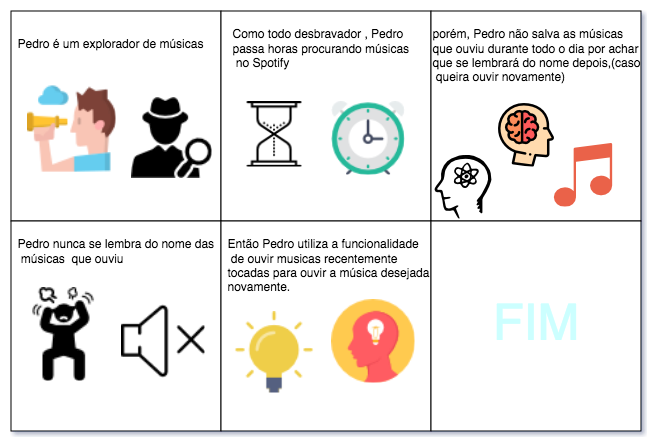 Pedro é um explorador de músicas
Como todo desbravador , Pedro
passa horas procurando músicas
no Spotify
porém, Pedro não salva as músicas
que ouviu durante todo o dia por achar
que se lembrará do nome depois,(caso
queira ouvir novamente)
Pedro nunca se lembra do nome das
músicas que ouviu
Então Pedro utiliza a funcionalidade
de ouvir musicas recentemente
tocadas para ouvir a música desejada
novamente.
FIM